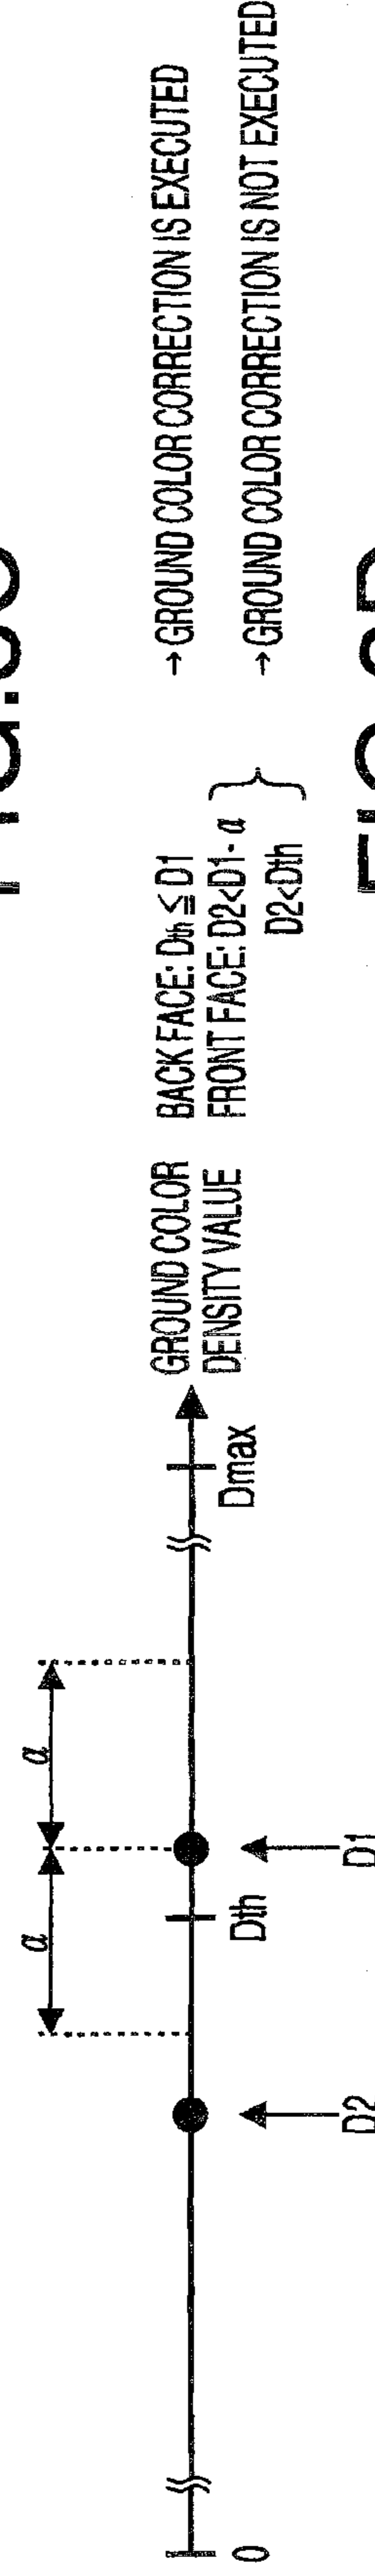 α α
GROUND COLOR
DENSITY VALUE
0 D2 Dth D1 Dmax
BACK FACE: Dth ≦ D1 → GROUND COLOR CORRECTION IS EXECUTED
FRONT FACE: D2<D1-α
D2<Dth
→ GROUND COLOR CORRECTION IS NOT EXECUTED